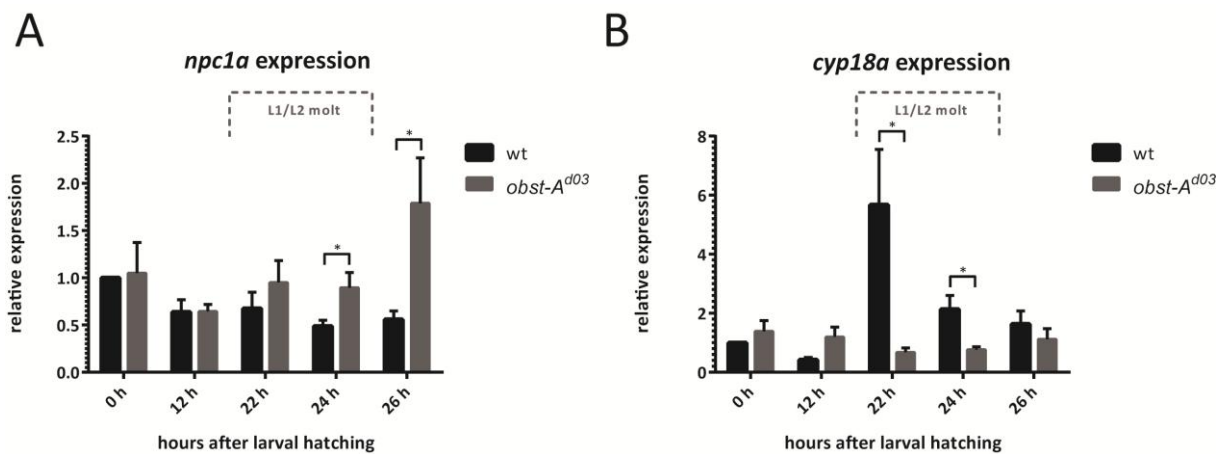 A
npc1a expression
L1/L2 molt
2.5
2.0
1.5
1.0
0.5
0.0
relative expression
*
*
0 h
12 h
22 h
24 h
26 h
hours after larval hatching
wt
obst-A^d03
B
cyp18a expression
L1/L2 molt
8
6
4
2
0
relative expression
*
*
0 h
12 h
22 h
24 h
26 h
hours after larval hatching
wt
obst-A^d03